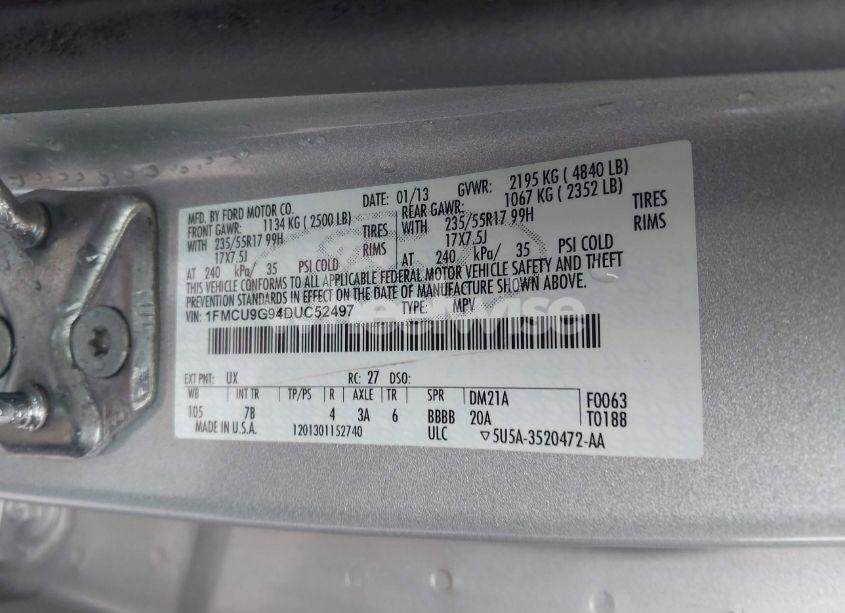 MFD. BY FORD MOTOR CO. DATE: 01/13 GVWR: 2195 KG ( 4840 LB)
FRONT GAWR: 1134 KG ( 2500 LB) REAR GAWR: 1067 KG ( 2352 LB)
WITH 235/55R17 99H TIRES WITH 235/55R17 99H TIRES
17X7.5J RIMS 17X7.5J RIMS
AT 240 kPa/ 35 PSI COLD AT 240 kPa/ 35 PSI COLD
THIS VEHICLE CONFORMS TO ALL APPLICABLE FEDERAL MOTOR VEHICLE SAFETY AND THEFT
PREVENTION STANDARDS IN EFFECT ON THE DATE OF MANUFACTURE SHOWN ABOVE.
VIN: 1FMCU9G94DUC52497 TYPE: MPV
EXT PNT: UX RC: 27 DSO:
WB INT TR TP/PS R AXLE TR SPR DM21A F0063
105 7B 4 3A 6 BBBB 20A T0188
MADE IN U.S.A. 1201301152740 ULC ▽5U5A-3520472-AA